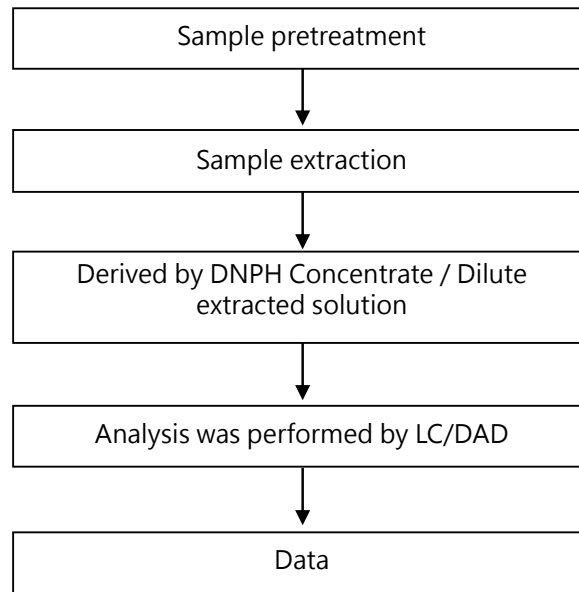 Sample pretreatment
Sample extraction
Derived by DNPH Concentrate / Dilute
extracted solution
Analysis was performed by LC/DAD
Data